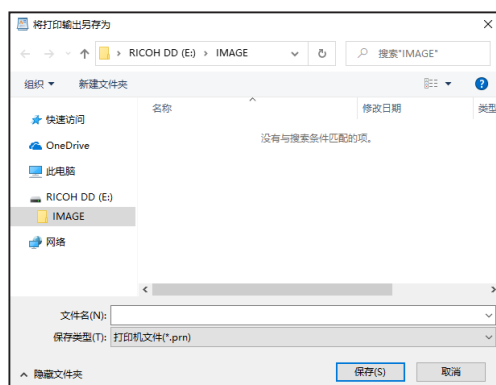 将打印输出另存为
RICOH DD (E:) › IMAGE
搜索"IMAGE"
组织 新建文件夹
名称 修改日期 类型
没有与搜索条件匹配的项。
快速访问
OneDrive
此电脑
RICOH DD (E:)
IMAGE
网络
文件名(N):
保存类型(T): 打印机文件(*.prn)
隐藏文件夹 保存(S) 取消